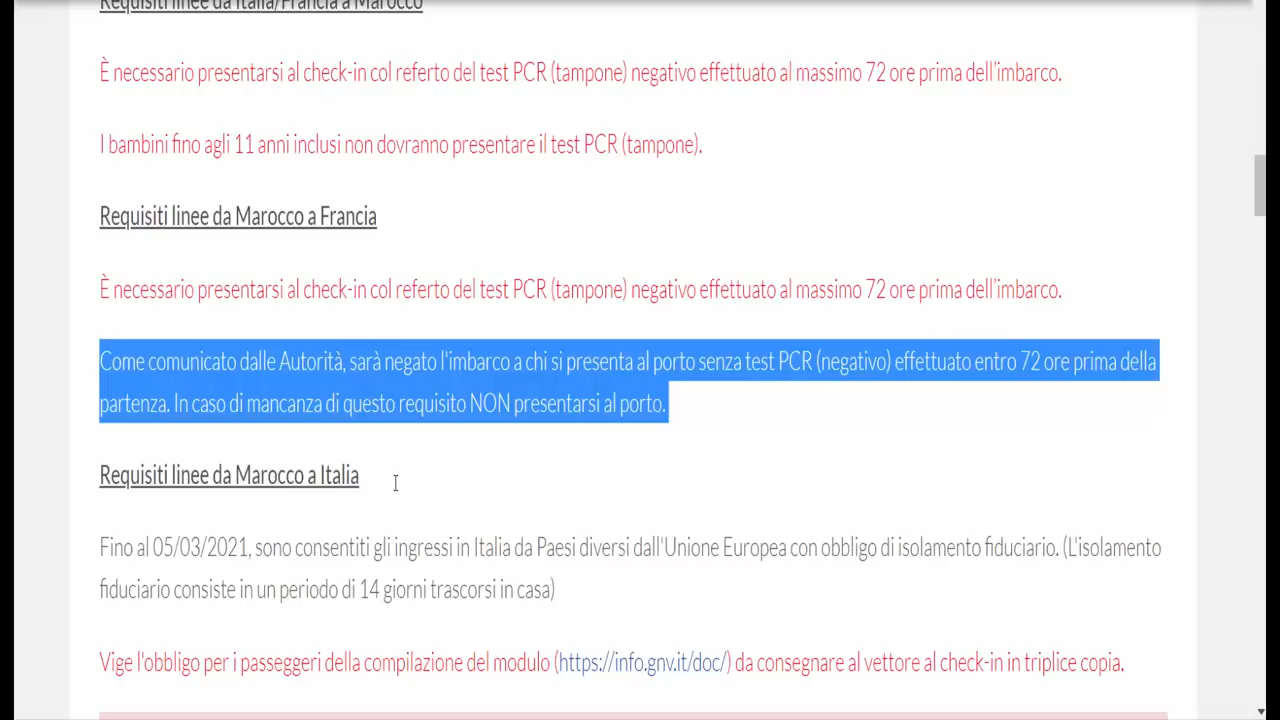 Requisiti linee da Italia/Francia a Marocco
È necessario presentarsi al check-in col referto del test PCR (tampone) negativo effettuato al massimo 72 ore prima dell'imbarco.
I bambini fino agli 11 anni inclusi non dovranno presentare il test PCR (tampone).
Requisiti linee da Marocco a Francia
È necessario presentarsi al check-in col referto del test PCR (tampone) negativo effettuato al massimo 72 ore prima dell'imbarco.
Come comunicato dalle Autorità, sarà negato l'imbarco a chi si presenta al porto senza test PCR (negativo) effettuato entro 72 ore prima della
partenza. In caso di mancanza di questo requisito NON presentarsi al porto.
Requisiti linee da Marocco a Italia
Fino al 05/03/2021, sono consentiti gli ingressi in Italia da Paesi diversi dall'Unione Europea con obbligo di isolamento fiduciario. (L'isolamento
fiduciario consiste in un periodo di 14 giorni trascorsi in casa)
Vige l'obbligo per i passeggeri della compilazione del modulo (https://info.gnv.it/doc/) da consegnare al vettore al check-in in triplice copia.